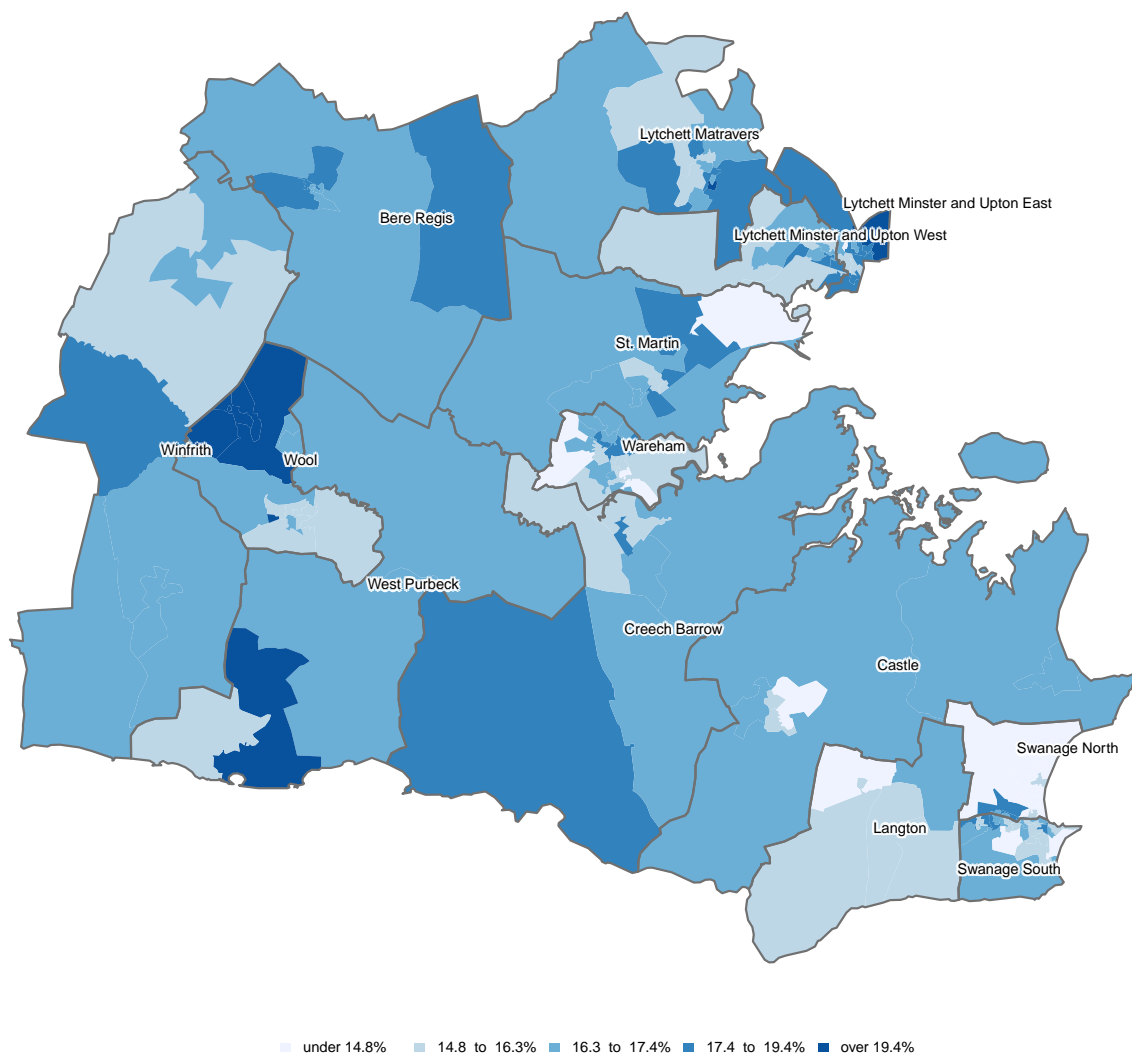 Lytchett Matravers
Lytchett Minster and Upton East
Bere Regis
Lytchett Minster and Upton West
St. Martin
Wareham
Winfrith
Wool
West Purbeck
Creech Barrow
Castle
Swanage North
Langton
Swanage South
under 14.8% 14.8 to 16.3% 16.3 to 17.4% 17.4 to 19.4% over 19.4%